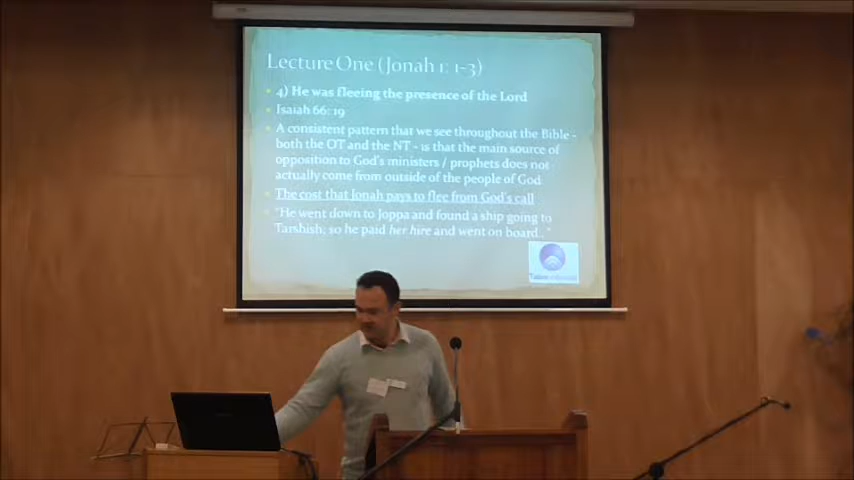 Lecture One (Jonah 1: 1-3)
4) He was fleeing the presence of the Lord
Isaiah 66: 19
A consistent pattern that we see throughout the Bible –
both the OT and the NT - is that the main source of
opposition to God's ministers / prophets does not
actually come from outside of the people of God
The cost that Jonah pays to flee from God's call
"He went down to Joppa and found a ship going to
Tarshish, so he paid her hire and went on board.."